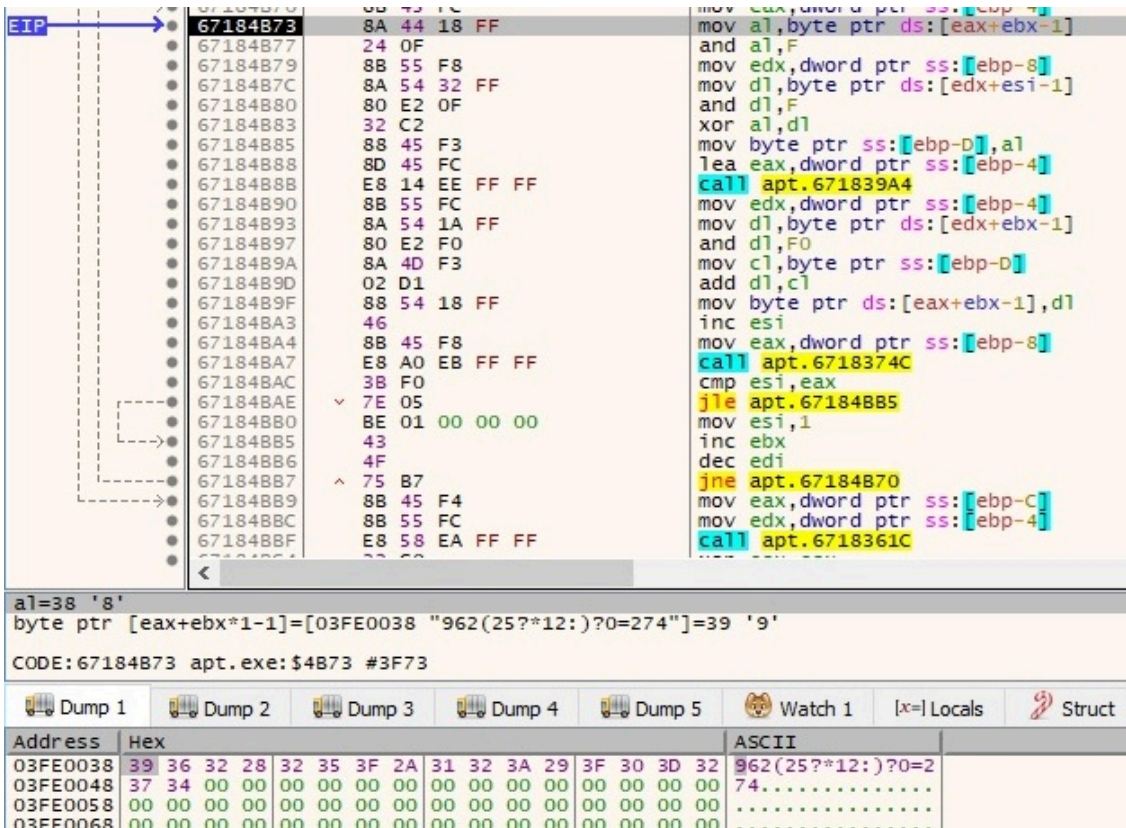 EIP 67184B73 8A 44 18 FF mov al,byte ptr ds:[eax+ebx-1]
67184B77 24 0F and al,F
67184B79 8B 55 F8 mov edx,dword ptr ss:[ebp-8]
67184B7C 8A 54 32 FF mov dl,byte ptr ds:[edx+esi-1]
67184B80 80 E2 0F and dl,F
67184B83 32 C2 xor al,dl
67184B85 88 45 F3 mov byte ptr ss:[ebp-D],al
67184B88 8D 45 FC lea eax,dword ptr ss:[ebp-4]
67184B8B E8 14 EE FF FF call apt.671839A4
67184B90 8B 55 FC mov edx,dword ptr ss:[ebp-4]
67184B93 8A 54 1A FF mov dl,byte ptr ds:[edx+ebx-1]
67184B97 80 E2 F0 and dl,F0
67184B9A 8A 4D F3 mov cl,byte ptr ss:[ebp-D]
67184B9D 02 D1 add dl,cl
67184B9F 88 54 18 FF mov byte ptr ds:[eax+ebx-1],dl
67184BA3 46 inc esi
67184BA4 8B 45 F8 mov eax,dword ptr ss:[ebp-8]
67184BA7 E8 A0 EB FF FF call apt.6718374C
67184BAC 3B F0 cmp esi,eax
67184BAE 7E 05 jle apt.67184BB5
67184BB0 BE 01 00 00 00 mov esi,1
67184BB5 43 inc ebx
67184BB6 4F dec edi
67184BB7 75 B7 jne apt.67184B70
67184BB9 8B 45 F4 mov eax,dword ptr ss:[ebp-C]
67184BBC 8B 55 FC mov edx,dword ptr ss:[ebp-4]
67184BBF E8 58 EA FF FF call apt.6718361C
al=38 '8'
byte ptr [eax+ebx*1-1]=[03FE0038 "962(25?*12:)?0=274"]=39 '9'
CODE:67184B73 apt.exe:$4B73 #3F73
Dump 1 Dump 2 Dump 3 Dump 4 Dump 5 Watch 1 [x=] Locals Struct
Address Hex ASCII
03FE0038 39 36 32 28 32 35 3F 2A 31 32 3A 29 3F 30 3D 32 962(25?*12:)?0=2
03FE0048 37 34 00 00 00 00 00 00 00 00 00 00 00 00 00 00 74..............
03FE0058 00 00 00 00 00 00 00 00 00 00 00 00 00 00 00 00 ................
03FE0068 00 00 00 00 00 00 00 00 00 00 00 00 00 00 00 00